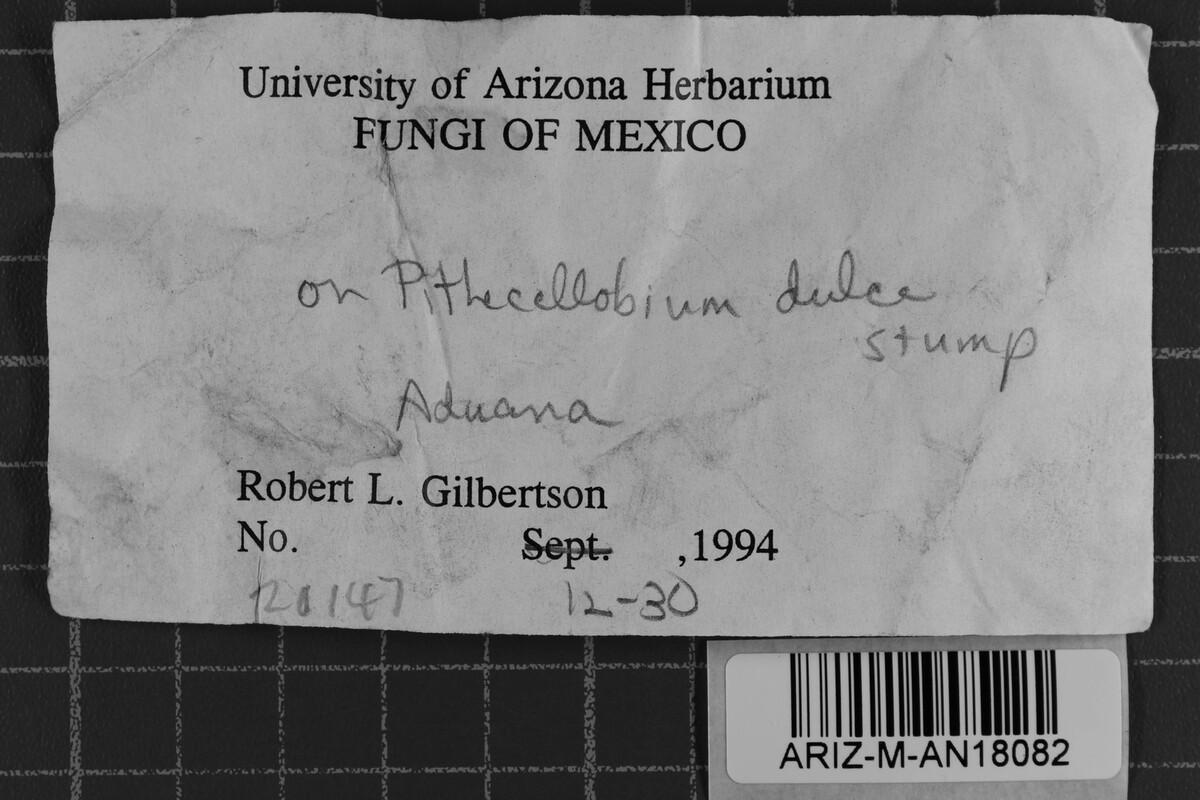 University of Arizona Herbarium
FUNGI OF MEXICO
on Pithecellobium dulce
stump
Aduana
Robert L. Gilbertson
No. Sept. ,1994
20147 12-30
ARIZ-M-AN18082